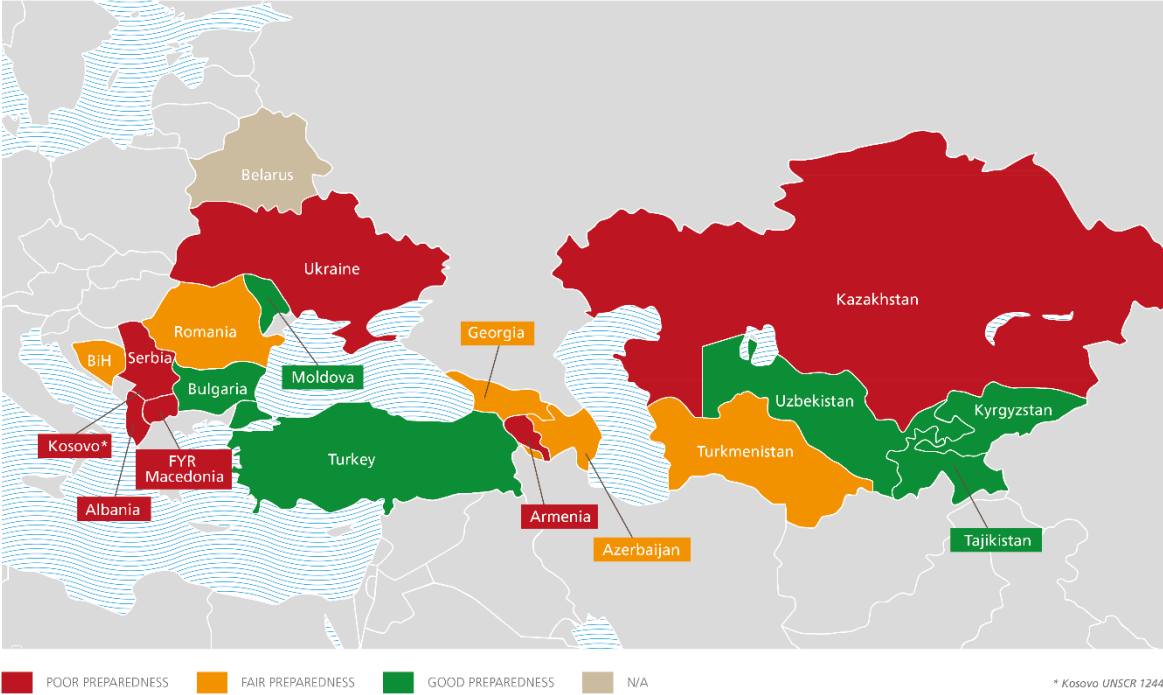 Belarus
Ukraine
Kazakhstan
Romania
Georgia
BiH
Serbia
Moldova
Bulgaria
Uzbekistan
Kyrgyzstan
Kosovo*
FYR
Macedonia
Turkey
Turkmenistan
Albania
Armenia
Azerbaijan
Tajikistan
POOR PREPAREDNESS
FAIR PREPAREDNESS
GOOD PREPAREDNESS
N/A
* Kosovo UNSCR 1244